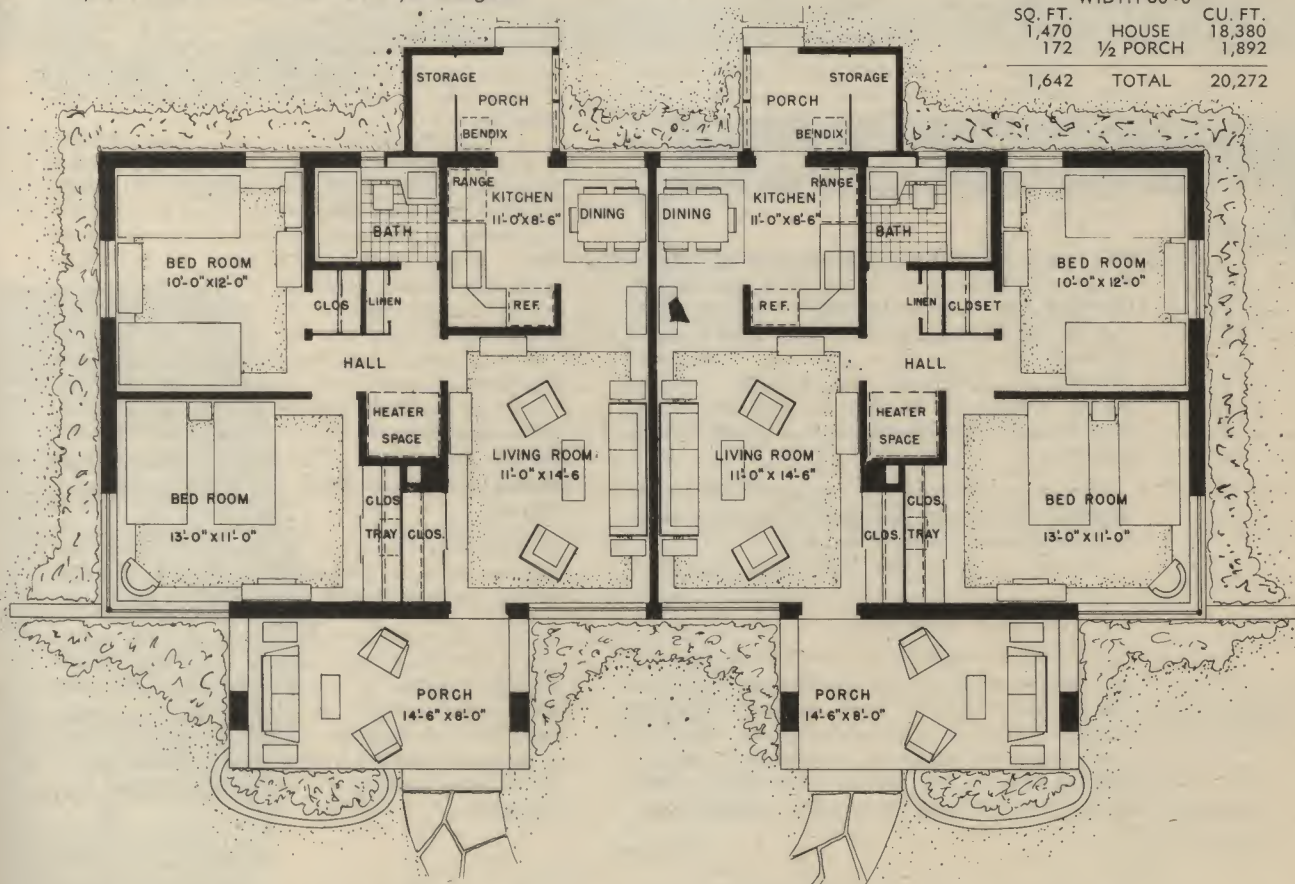 SQ. FT. CU. FT.
1,470 HOUSE 18,380
172 ½ PORCH 1,892
1,642 TOTAL 20,272
STORAGE
PORCH
BENDIX
PORCH
STORAGE
BENDIX
RANGE
KITCHEN
11'-0"X8'-6"
DINING
DINING
KITCHEN
11'-0"X8'-6"
RANGE
BATH
BATH
BED ROOM
10'-0"X12'-0"
BED ROOM
10'-0"X 12'-0"
CLOS
LINEN
REF.
REF.
LINEN
CLOSET
HALL
HALL
HEATER
SPACE
HEATER
SPACE
LIVING ROOM
11'-0"X14'-6
LIVING ROOM
11'-0"X 14'-6"
BED ROOM
13'-0"X11'-0"
CLOS
TRAY
CLOS.
CLOS.
CLOS.
TRAY
BED ROOM
13'-0"X11'-0"
PORCH
14'-6"X8'-0"
PORCH
14'-6"X8'-0"